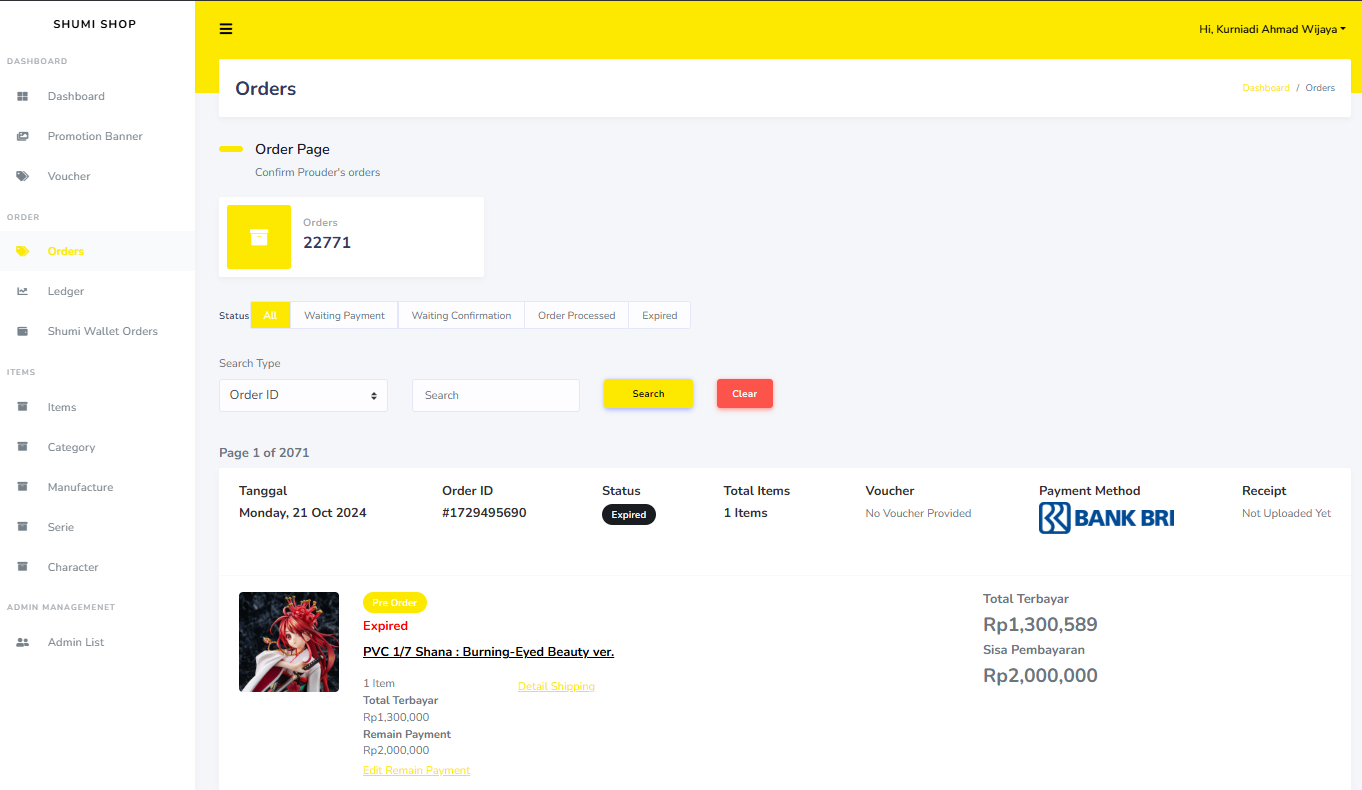 SHUMI SHOP
Hi, Kurniadi Ahmad Wijaya
DASHBOARD
Dashboard
Promotion Banner
Voucher
ORDER
Orders
Ledger
Shumi Wallet Orders
ITEMS
Items
Category
Manufacture
Serie
Character
ADMIN MANAGEMENET
Admin List
Orders
Dashboard / Orders
Order Page
Confirm Prouder's orders
Orders
22771
Status All Waiting Payment Waiting Confirmation Order Processed Expired
Search Type
Order ID Search Search Clear
Page 1 of 2071
Tanggal Order ID Status Total Items Voucher Payment Method Receipt
Monday, 21 Oct 2024 #1729495690 Expired 1 Items No Voucher Provided BANK BRI Not Uploaded Yet
Pre Order
Expired
PVC 1/7 Shana : Burning-Eyed Beauty ver.
1 Item
Detail Shipping
Total Terbayar
Rp1,300,000
Remain Payment
Rp2,000,000
Edit Remain Payment
Total Terbayar
Rp1,300,589
Sisa Pembayaran
Rp2,000,000